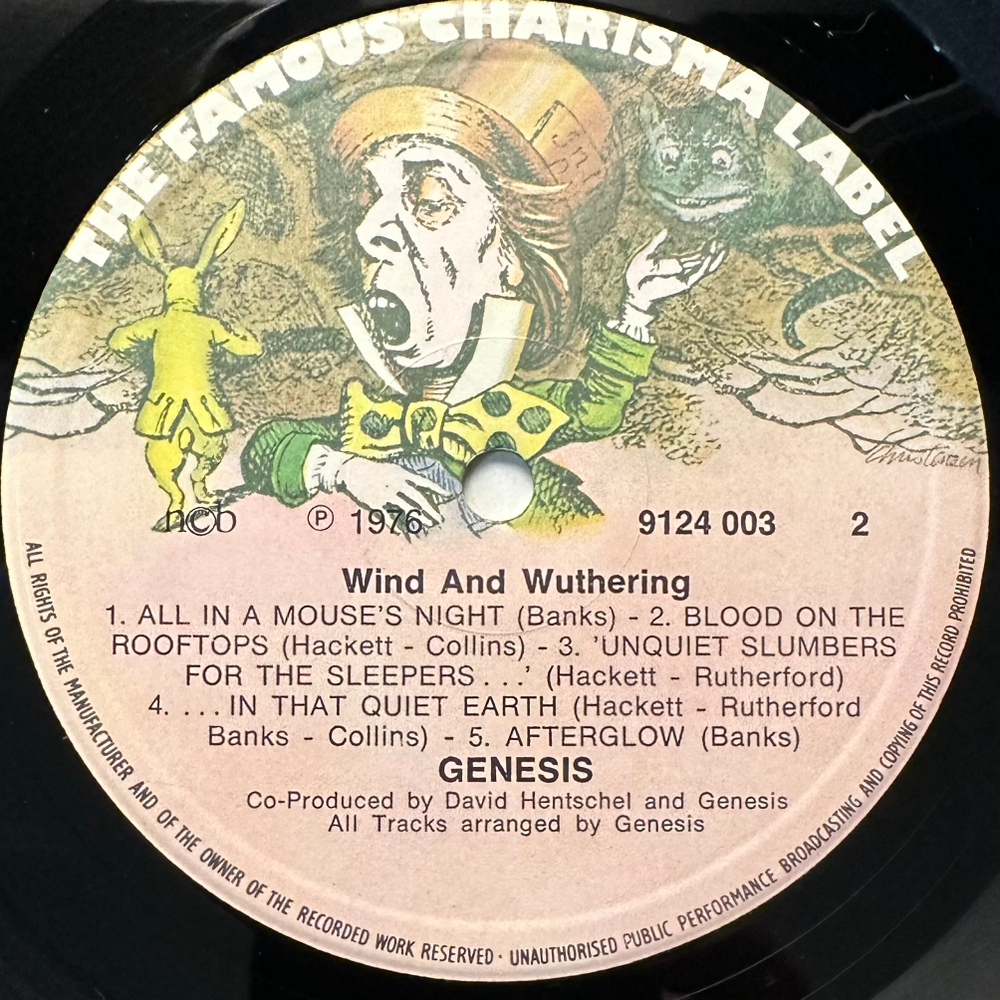 THE FAMOUS CHARISMA LABEL
n©b ℗ 1976 9124 003 2
Wind And Wuthering
1. ALL IN A MOUSE'S NIGHT (Banks) - 2. BLOOD ON THE
ROOFTOPS (Hackett - Collins) - 3. 'UNQUIET SLUMBERS
FOR THE SLEEPERS . . .' (Hackett - Rutherford)
4. . . . IN THAT QUIET EARTH (Hackett - Rutherford
Banks - Collins) - 5. AFTERGLOW (Banks)
GENESIS
Co-Produced by David Hentschel and Genesis
All Tracks arranged by Genesis
ALL RIGHTS OF THE MANUFACTURER AND OF THE OWNER OF THE RECORDED WORK RESERVED · UNAUTHORISED PUBLIC PERFORMANCE BROADCASTING AND COPYING OF THIS RECORD PROHIBITED